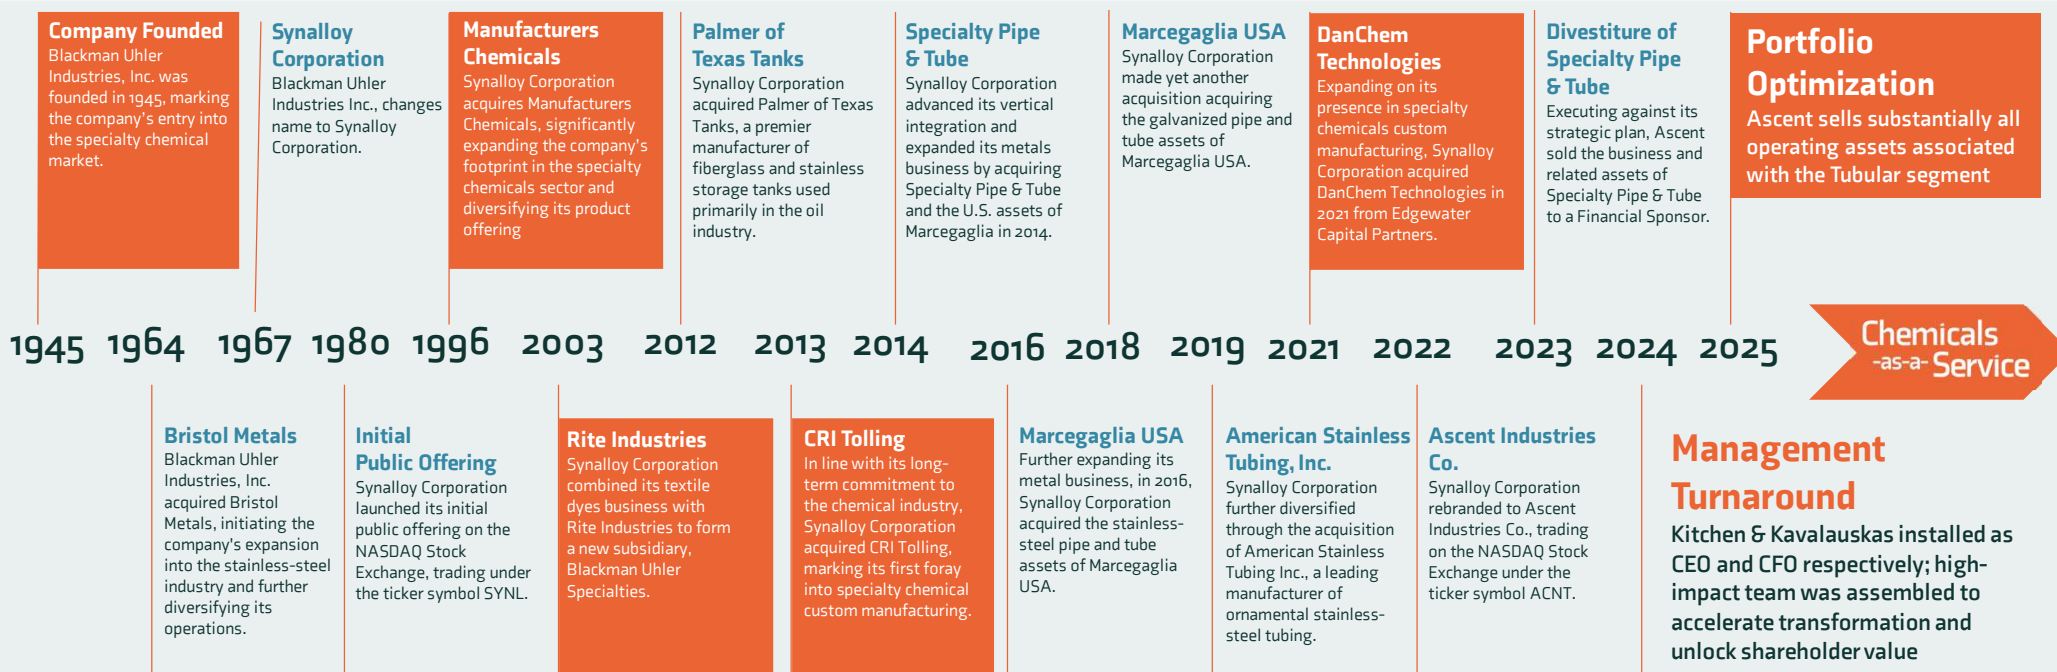 Company Founded
Blackman Uhler
Industries, Inc. was
founded in 1945, marking
the company's entry into
the specialty chemical
market.
Synalloy
Corporation
Blackman Uhler
Industries Inc., changes
name to Synalloy
Corporation.
Manufacturers
Chemicals
Synalloy Corporation
acquires Manufacturers
Chemicals, significantly
expanding the company's
footprint in the specialty
chemicals sector and
diversifying its product
offering
Palmer of
Texas Tanks
Synalloy Corporation
acquired Palmer of Texas
Tanks, a premier
manufacturer of
fiberglass and stainless
storage tanks used
primarily in the oil
industry.
Specialty Pipe
& Tube
Synalloy Corporation
advanced its vertical
integration and
expanded its metals
business by acquiring
Specialty Pipe & Tube
and the U.S. assets of
Marcegaglia in 2014.
Marcegaglia USA
Synalloy Corporation
made yet another
acquisition acquiring
the galvanized pipe and
tube assets of
Marcegaglia USA.
DanChem
Technologies
Expanding on its
presence in specialty
chemicals custom
manufacturing, Synalloy
Corporation acquired
DanChem Technologies in
2021 from Edgewater
Capital Partners.
Divestiture of
Specialty Pipe
& Tube
Executing against its
strategic plan, Ascent
sold the business and
related assets of
Specialty Pipe & Tube
to a Financial Sponsor.
Portfolio
Optimization
Ascent sells substantially all
operating assets associated
with the Tubular segment
1945 1964 1967 1980 1996 2003 2012 2013 2014 2016 2018 2019 2021 2022 2023 2024 2025
Chemicals
-as-a- Service
Bristol Metals
Blackman Uhler
Industries, Inc.
acquired Bristol
Metals, initiating the
company's expansion
into the stainless-steel
industry and further
diversifying its
operations.
Initial
Public Offering
Synalloy Corporation
launched its initial
public offering on the
NASDAQ Stock
Exchange, trading under
the ticker symbol SYNL.
Rite Industries
Synalloy Corporation
combined its textile
dyes business with
Rite Industries to form
a new subsidiary,
Blackman Uhler
Specialties.
CRI Tolling
In line with its long-
term commitment to
the chemical industry,
Synalloy Corporation
acquired CRI Tolling,
marking its first foray
into specialty chemical
custom manufacturing.
Marcegaglia USA
Further expanding its
metal business, in 2016,
Synalloy Corporation
acquired the stainless-
steel pipe and tube
assets of Marcegaglia
USA.
American Stainless
Tubing, Inc.
Synalloy Corporation
further diversified
through the acquisition
of American Stainless
Tubing Inc., a leading
manufacturer of
ornamental stainless-
steel tubing.
Ascent Industries
Co.
Synalloy Corporation
rebranded to Ascent
Industries Co., trading
on the NASDAQ Stock
Exchange under the
ticker symbol ACNT.
Management
Turnaround
Kitchen & Kavalauskas installed as
CEO and CFO respectively; high-
impact team was assembled to
accelerate transformation and
unlock shareholder value